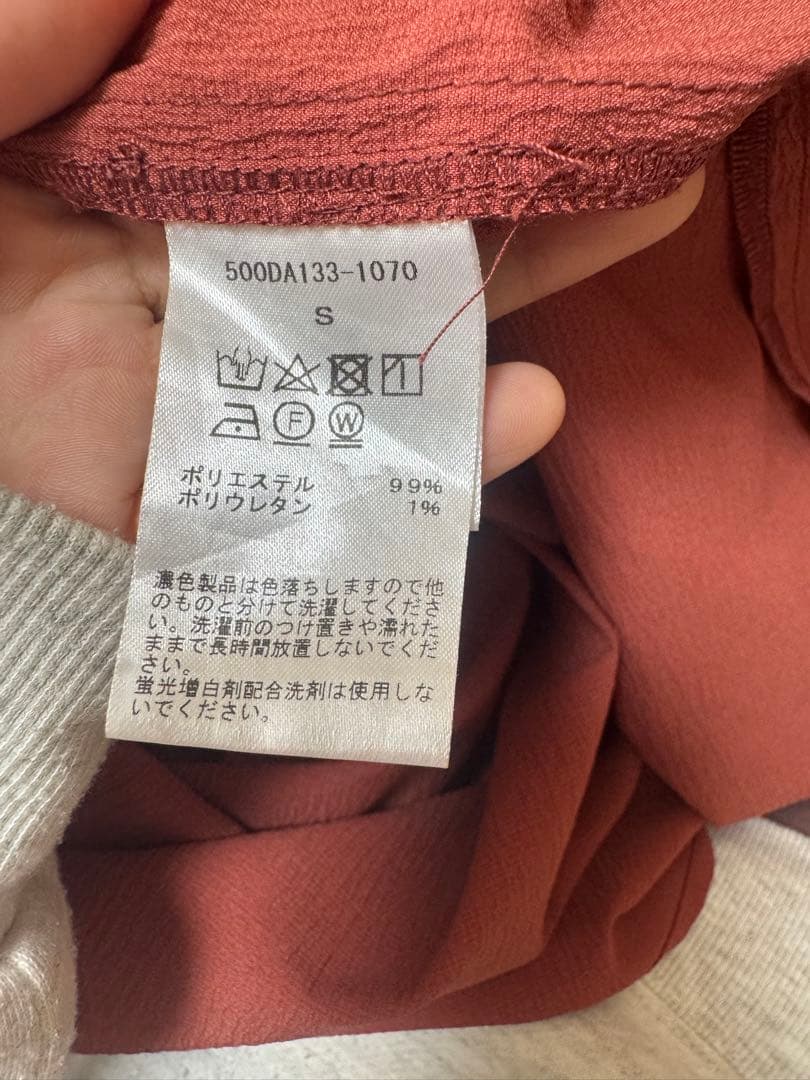 500DA133-1070
S
F W
ポリエステル 99%
ポリウレタン 1%
濃色製品は色落ちしますので他
のものと分けて洗濯してくださ
い。洗濯前のつけ置きや濡れた
ままで長時間放置しないでくだ
さい。
蛍光増白剤配合洗剤は使用しな
いでください。